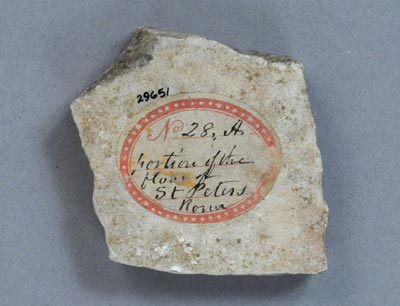 29651
No 28, A.
portion of the
floor of
St Peters
Rome